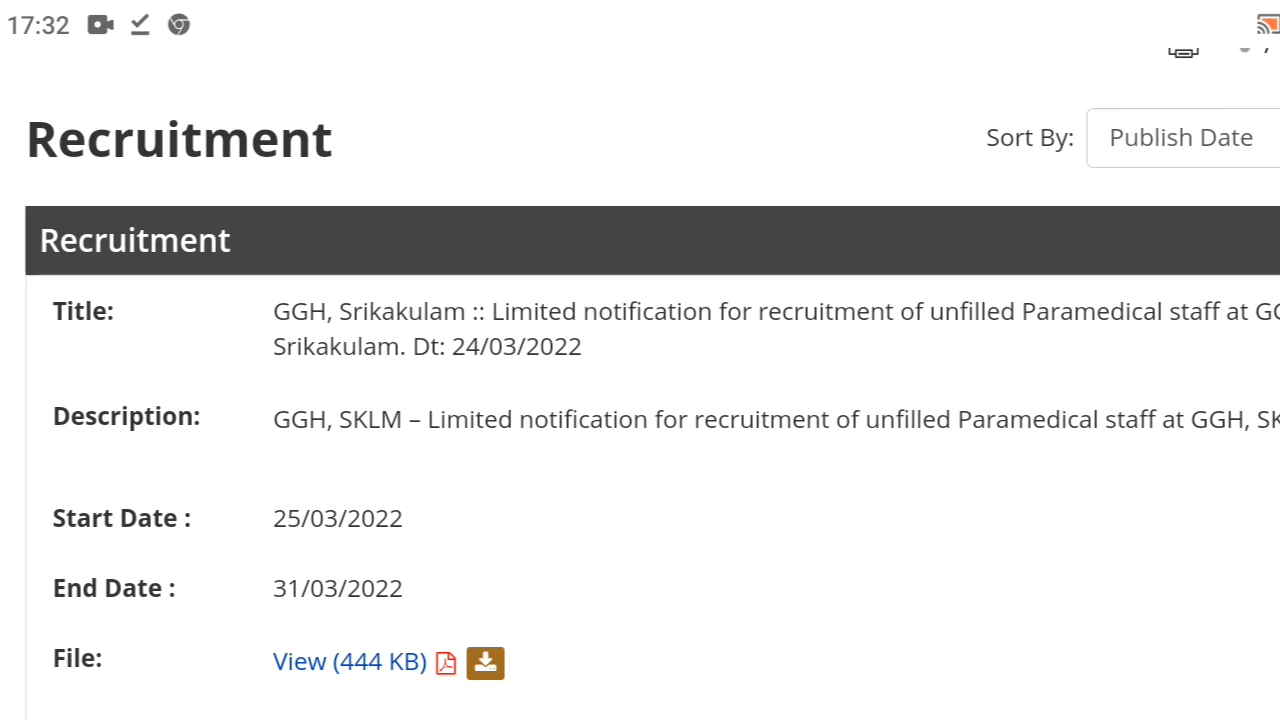 17:32
Recruitment
Sort By: Publish Date
Recruitment
Title: GGH, Srikakulam :: Limited notification for recruitment of unfilled Paramedical staff at
Srikakulam. Dt: 24/03/2022
Description: GGH, SKLM – Limited notification for recruitment of unfilled Paramedical staff at GGH,
Start Date : 25/03/2022
End Date : 31/03/2022
File: View (444 KB)